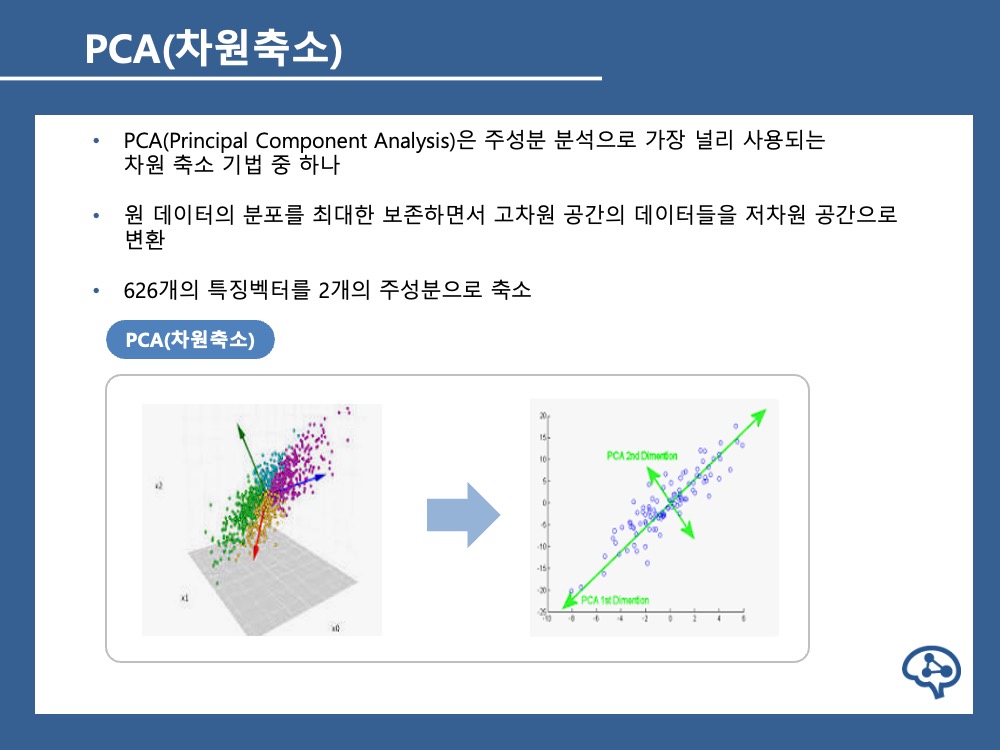 PCA(차원축소)
• PCA(Principal Component Analysis)은 주성분 분석으로 가장 널리 사용되는
차원 축소 기법 중 하나
• 원 데이터의 분포를 최대한 보존하면서 고차원 공간의 데이터들을 저차원 공간으로
변환
• 626개의 특징벡터를 2개의 주성분으로 축소
PCA(차원축소)
x2
x1
x0
20
15
10
5
0
-5
-10
-15
-20
-25
PCA 2nd Dimention
PCA 1st Dimention
-10 -8 -6 -4 -2 0 2 4 6